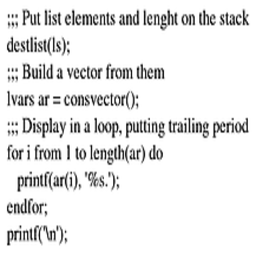 ;;; Put list elements and lenght on the stack
destlist(ls);
;;; Build a vector from them
lvars ar = consvector();
;;; Display in a loop, putting trailing period
for i from 1 to length(ar) do
printf(ar(i), '%s.');
endfor;
printf('\n');